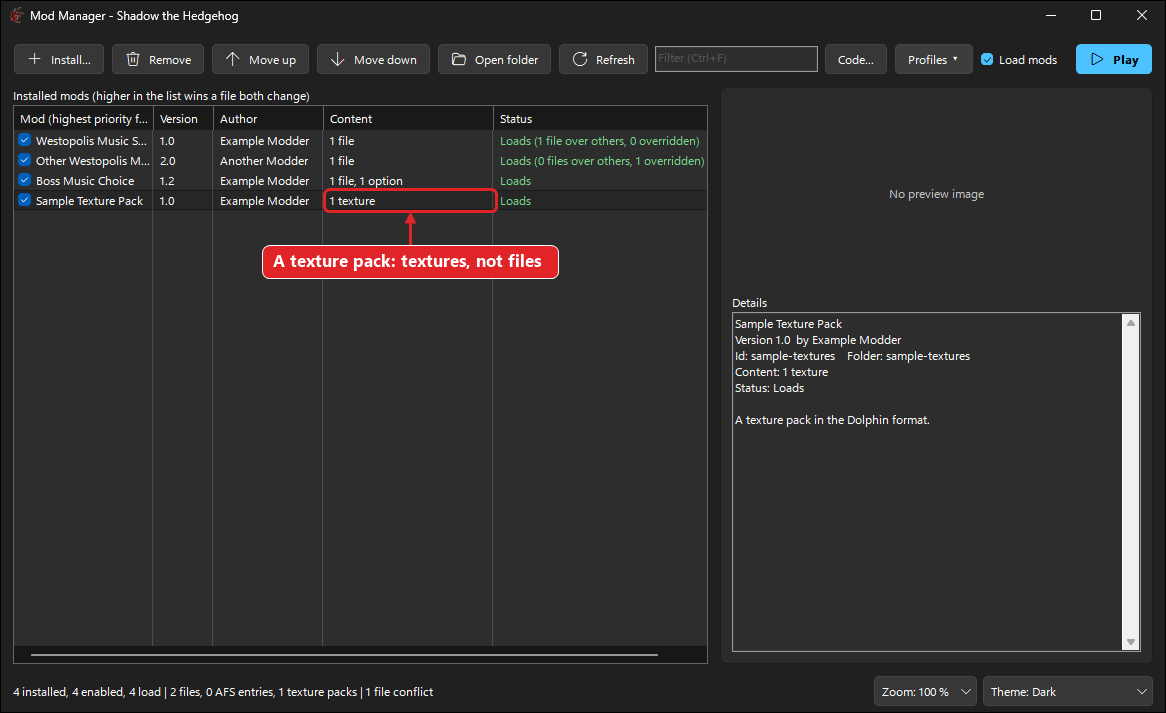 Mod Manager - Shadow the Hedgehog
Install... Remove Move up Move down Open folder Refresh Filter (Ctrl+F) Code... Profiles Load mods Play
Installed mods (higher in the list wins a file both change)
Mod (highest priority f... Version Author Content Status
Westopolis Music S... 1.0 Example Modder 1 file Loads (1 file over others, 0 overridden)
Other Westopolis M... 2.0 Another Modder 1 file Loads (0 files over others, 1 overridden)
Boss Music Choice 1.2 Example Modder 1 file, 1 option Loads
Sample Texture Pack 1.0 Example Modder 1 texture Loads
A texture pack: textures, not files
No preview image
Details
Sample Texture Pack
Version 1.0 by Example Modder
Id: sample-textures Folder: sample-textures
Content: 1 texture
Status: Loads
A texture pack in the Dolphin format.
4 installed, 4 enabled, 4 load | 2 files, 0 AFS entries, 1 texture packs | 1 file conflict
Zoom: 100 % Theme: Dark